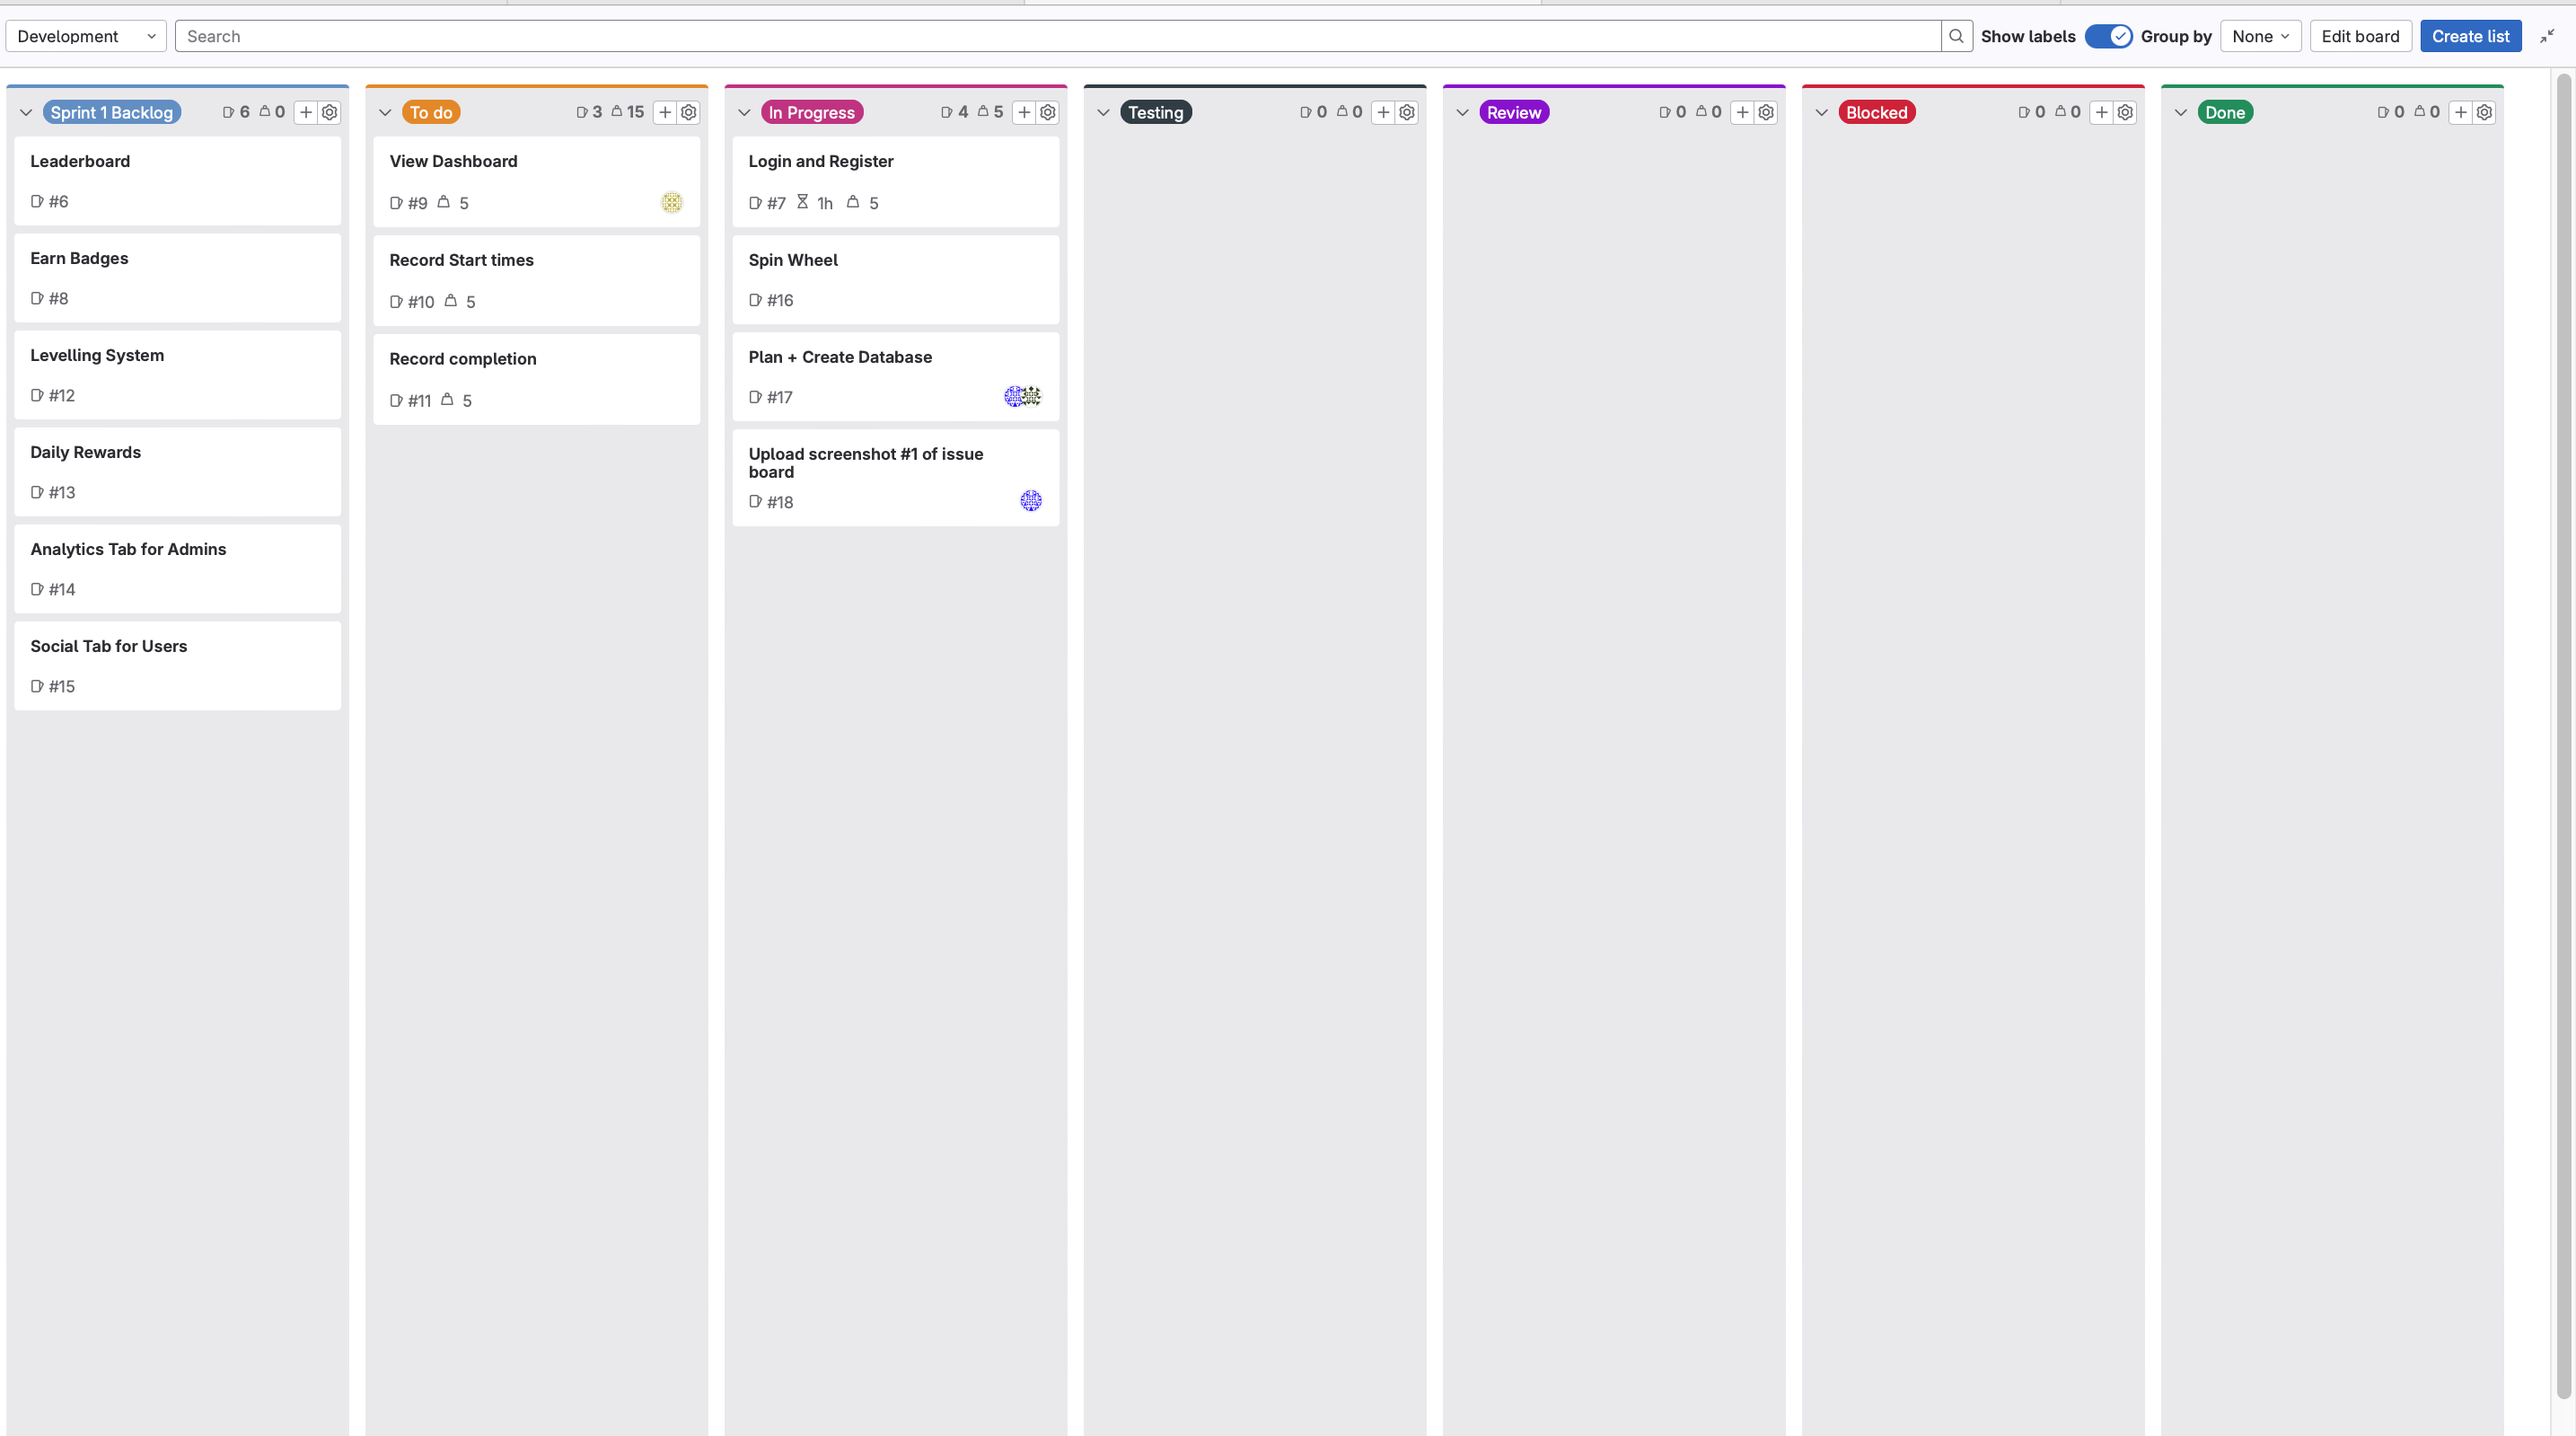 Development
Search
Show labels
Group by
None
Edit board
Create list
Sprint 1 Backlog 6 0
Leaderboard
#6
Earn Badges
#8
Levelling System
#12
Daily Rewards
#13
Analytics Tab for Admins
#14
Social Tab for Users
#15
To do 3 15
View Dashboard
#9 5
Record Start times
#10 5
Record completion
#11 5
In Progress 4 5
Login and Register
#7 1h 5
Spin Wheel
#16
Plan + Create Database
#17
Upload screenshot #1 of issue
board
#18
Testing 0 0
Review 0 0
Blocked 0 0
Done 0 0